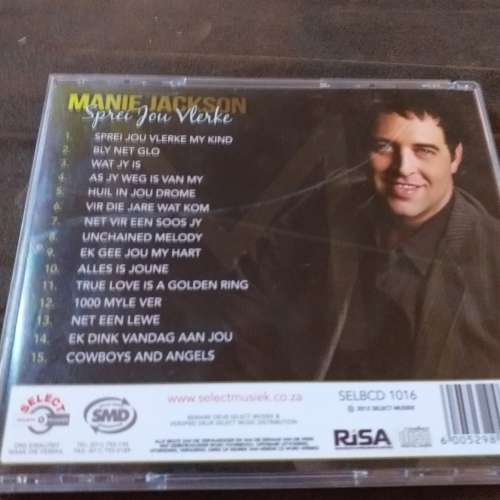 MANIE JACKSON
Sprei Jou Vlerke
1. SPREI JOU VLERKE MY KIND
2. BLY NET GLO
3. WAT JY IS
4. AS JY WEG IS VAN MY
5. HUIL IN JOU DROME
6. VIR DIE JARE WAT KOM
7. NET VIR EEN SOOS JY
8. UNCHAINED MELODY
9. EK GEE JOU MY HART
10. ALLES IS JOUNE
11. TRUE LOVE IS A GOLDEN RING
12. 1000 MYLE VER
13. NET EEN LEWE
14. EK DINK VANDAG AAN JOU
15. COWBOYS AND ANGELS
SELECT
SMD
www.selectmusiek.co.za
SELBCD 1016
RiSA
6 005298